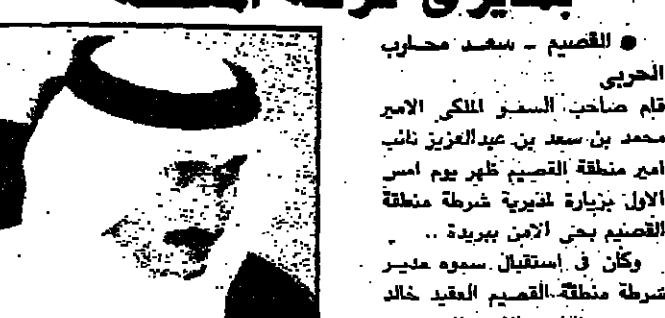 ● القصيم ـ سعد محارب
الحربي
قام صاحب السمو الملكي الامير
محمد بن سعد بن عبدالعزيز نائب
امير منطقة القصيم ظهر يوم امس
الاول بزيارة لمديرية شرطة منطقة
القصيم بحي الامن ببريدة ..
وكان في استقبال سموه مدير
شرطة منطقة القصيم العقيد خالد